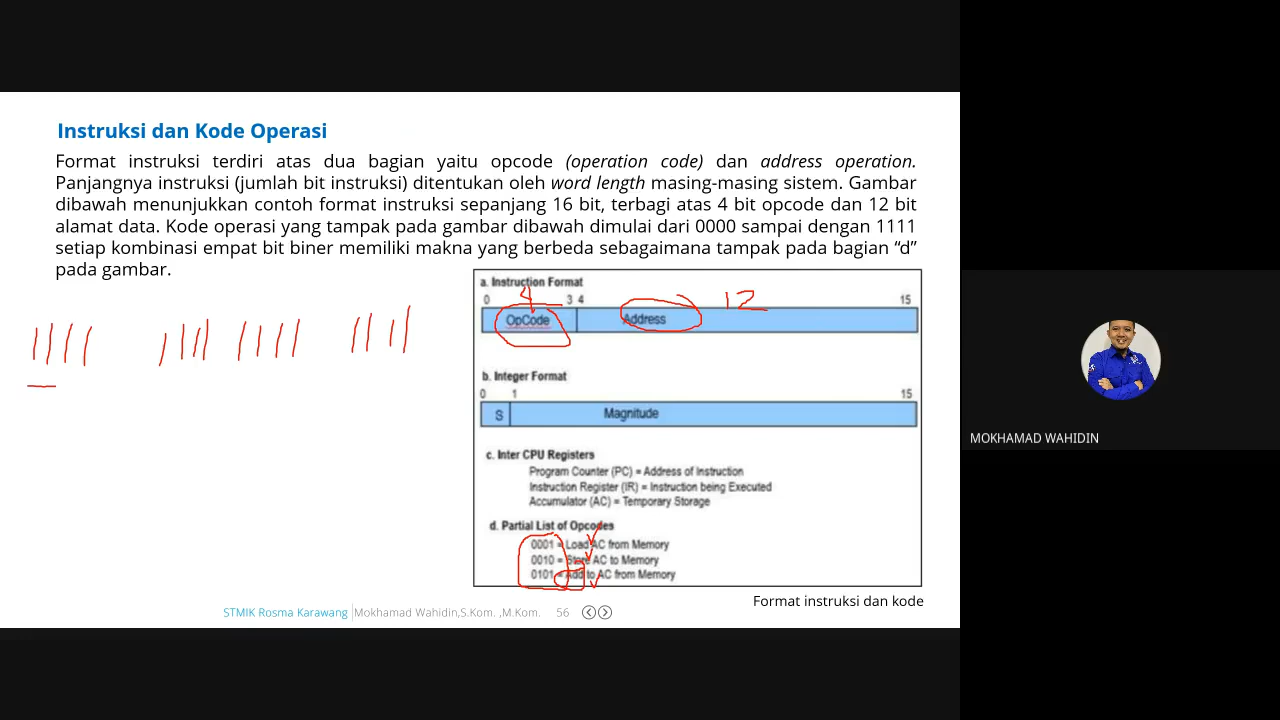 Instruksi dan Kode Operasi
Format instruksi terdiri atas dua bagian yaitu opcode (operation code) dan address operation.
Panjangnya instruksi (jumlah bit instruksi) ditentukan oleh word length masing-masing sistem. Gambar
dibawah menunjukkan contoh format instruksi sepanjang 16 bit, terbagi atas 4 bit opcode dan 12 bit
alamat data. Kode operasi yang tampak pada gambar dibawah dimulai dari 0000 sampai dengan 1111
setiap kombinasi empat bit biner memiliki makna yang berbeda sebagaimana tampak pada bagian “d”
pada gambar.
a. Instruction Format
0 4 3 4 12 15
OpCode Address
1111 1111 1111 1111
b. Integer Format
0 1 15
S Magnitude
c. Inter CPU Registers
Program Counter (PC) = Address of Instruction
Instruction Register (IR) = Instruction being Executed
Accumulator (AC) = Temporary Storage
d. Partial List of Opcodes
0001 = Load AC from Memory
0010 = Store AC to Memory
0101 = Add to AC from Memory
Format instruksi dan kode
STMIK Rosma Karawang Mokhamad Wahidin,S.Kom. ,M.Kom. 56
MOKHAMAD WAHIDIN